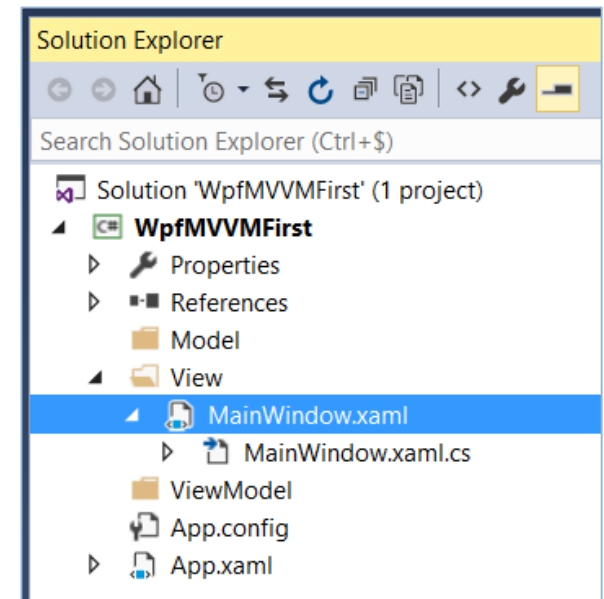 Solution Explorer
Search Solution Explorer (Ctrl+$)
Solution 'WpfMVVMFirst' (1 project)
C# WpfMVVMFirst
Properties
References
Model
View
MainWindow.xaml
MainWindow.xaml.cs
ViewModel
App.config
App.xaml